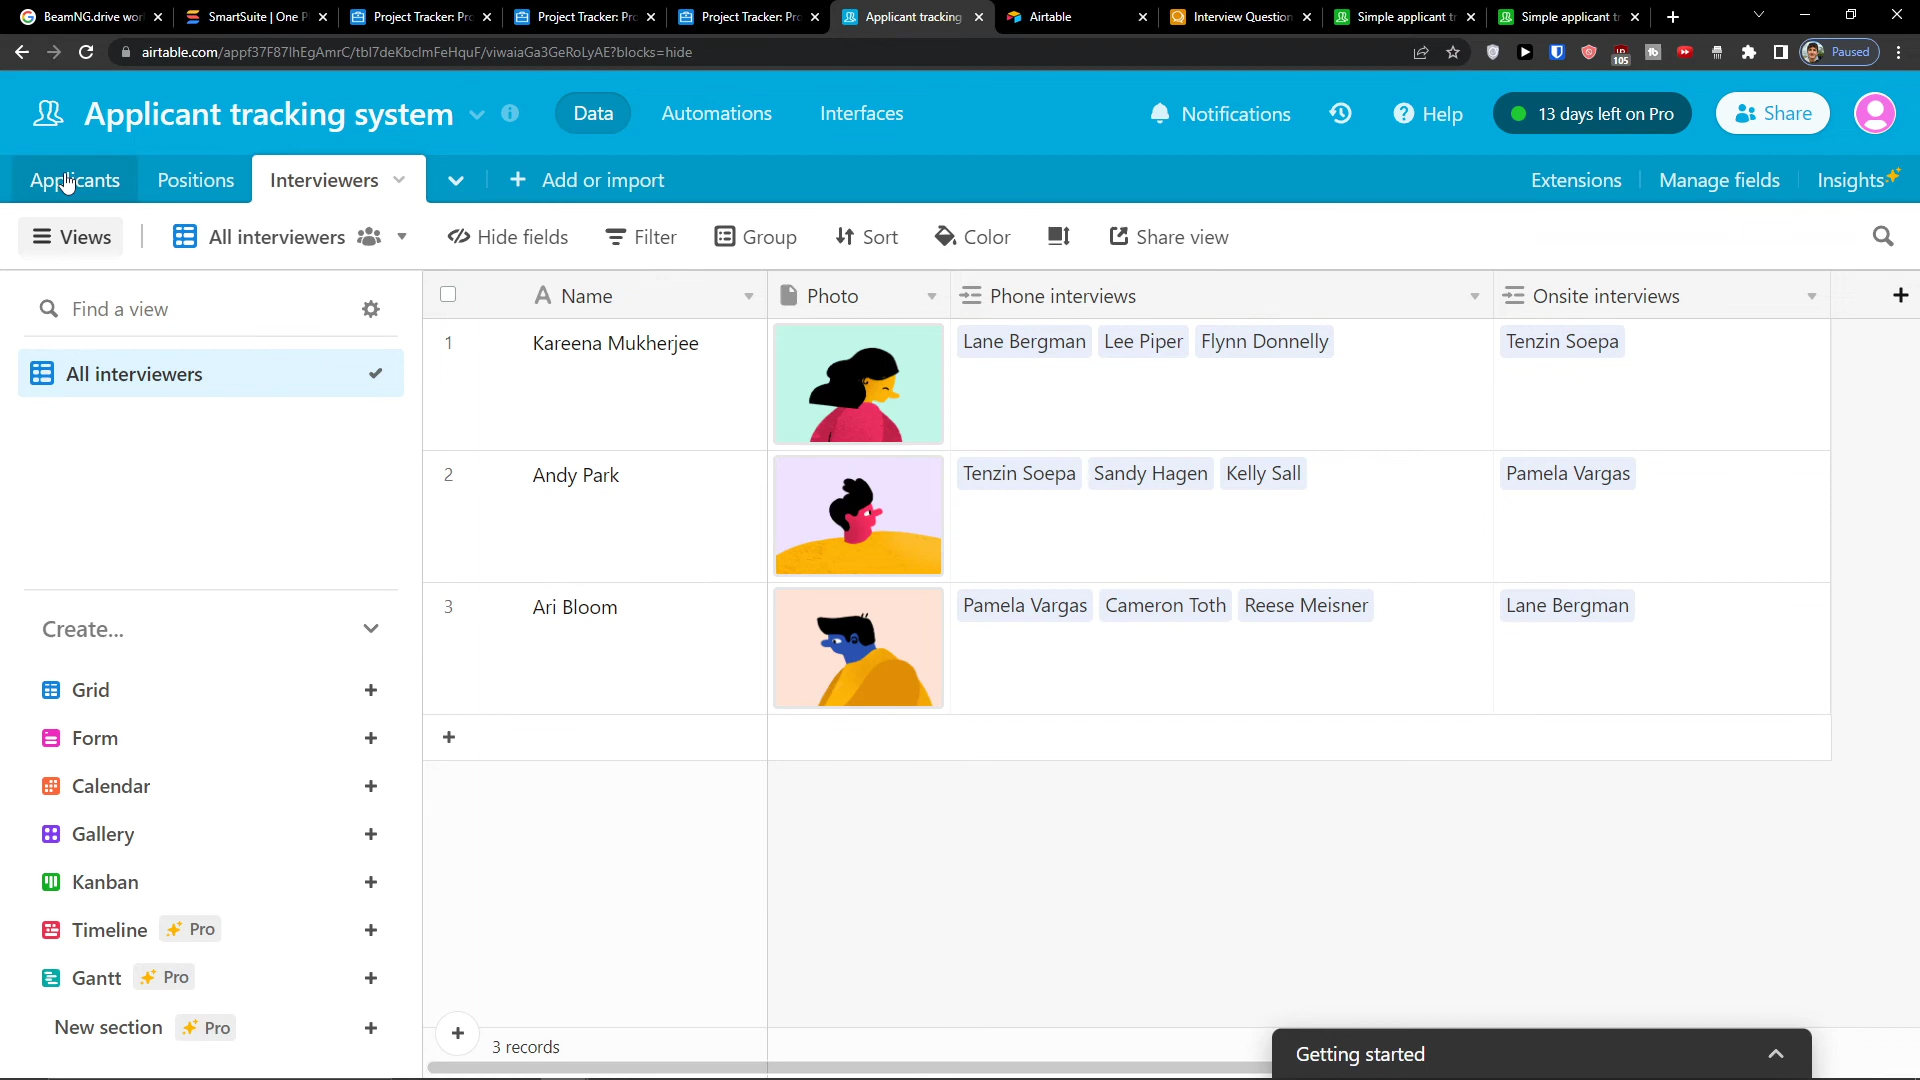 BeamNG.drive wor
SmartSuite | One P
Project Tracker: Pr
Project Tracker: Pr
Project Tracker: Pr
Applicant tracking
Airtable
Interview Question
Simple applicant tr
Simple applicant tr
airtable.com/appf37F87lhEgAmrC/tbl7deKbclmFeHquF/viwaiaGa3GeRoLyAE?blocks=hide
105
Paused
Applicant tracking system
Data
Automations
Interfaces
Notifications
Help
13 days left on Pro
Share
Applicants
Positions
Interviewers
Add or import
Extensions
Manage fields
Insights
Views
All interviewers
Hide fields
Filter
Group
Sort
Color
Share view
Find a view
Name
Photo
Phone interviews
Onsite interviews
All interviewers
1 Kareena Mukherjee Lane Bergman Lee Piper Flynn Donnelly Tenzin Soepa
2 Andy Park Tenzin Soepa Sandy Hagen Kelly Sall Pamela Vargas
3 Ari Bloom Pamela Vargas Cameron Toth Reese Meisner Lane Bergman
Create...
Grid
Form
Calendar
Gallery
Kanban
Timeline Pro
Gantt Pro
New section Pro
3 records
Getting started